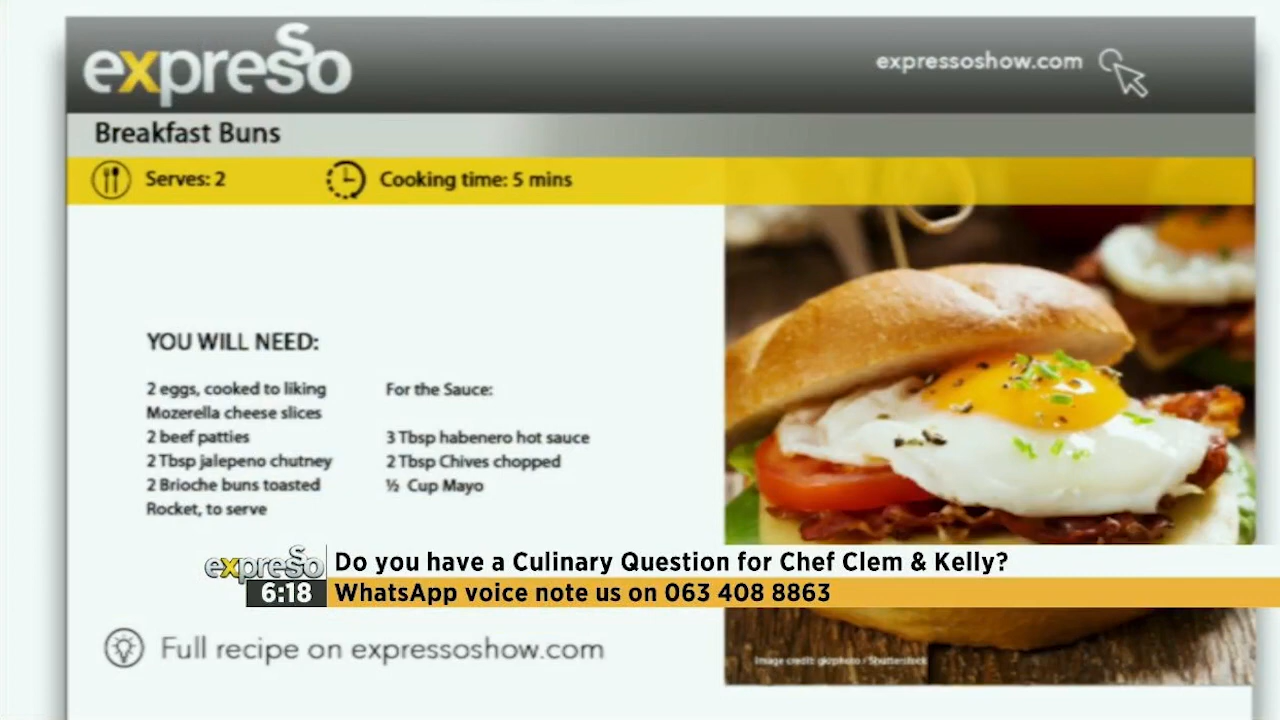 expresso
expressoshow.com
Breakfast Buns
Serves: 2
Cooking time: 5 mins
YOU WILL NEED:
2 eggs, cooked to liking
Mozerella cheese slices
2 beef patties
2 Tbsp jalepeno chutney
2 Brioche buns toasted
Rocket, to serve
For the Sauce:
3 Tbsp habenero hot sauce
2 Tbsp Chives chopped
½ Cup Mayo
expresso
6:18
Do you have a Culinary Question for Chef Clem & Kelly?
WhatsApp voice note us on 063 408 8863
Full recipe on expressoshow.com
Image credit: / Shutterstock